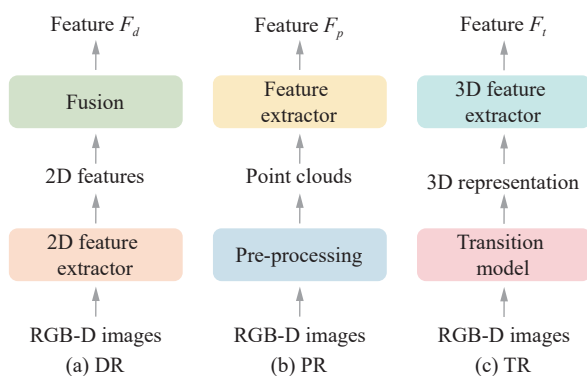 Feature F_d
Fusion
2D features
2D feature
extractor
RGB-D images
(a) DR
Feature F_p
Feature
extractor
Point clouds
Pre-processing
RGB-D images
(b) PR
Feature F_t
3D feature
extractor
3D representation
Transition
model
RGB-D images
(c) TR